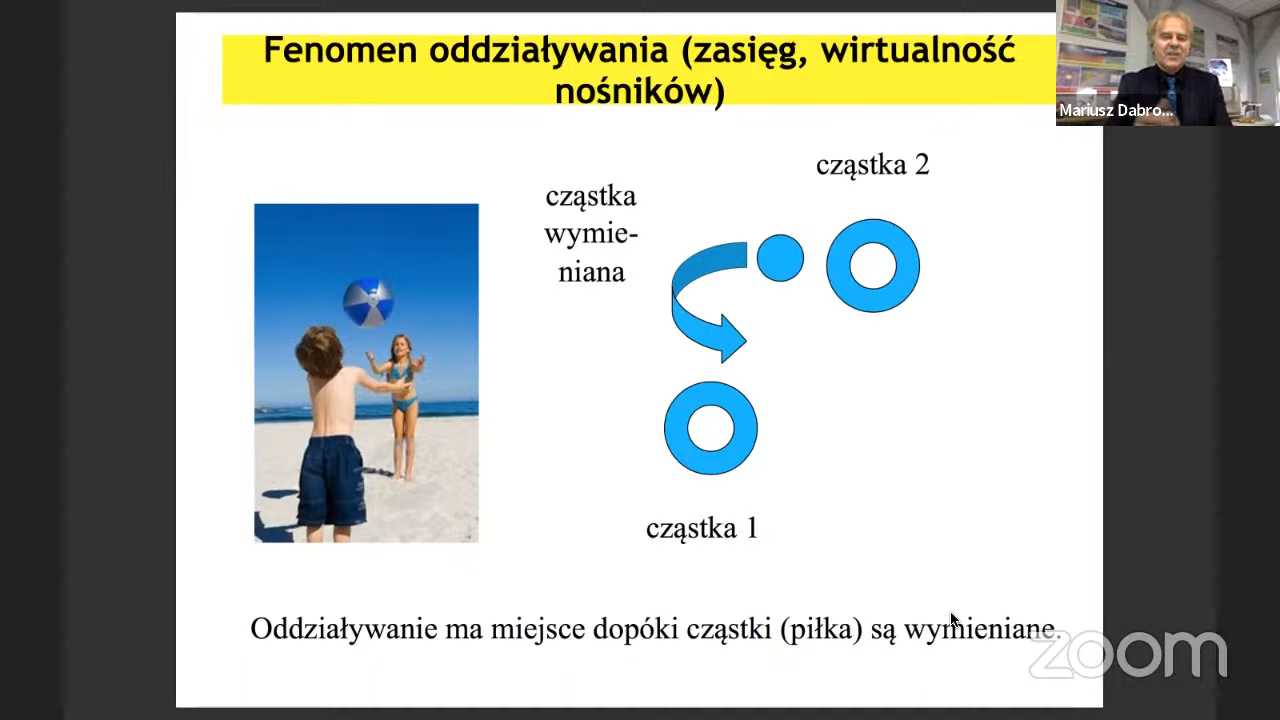 Fenomen oddziaływania (zasięg, wirtualność
nośników)
Mariusz Dabro...
cząstka 2
cząstka
wymie-
niana
cząstka 1
Oddziaływanie ma miejsce dopóki cząstki (piłka) są wymieniane.
zoom